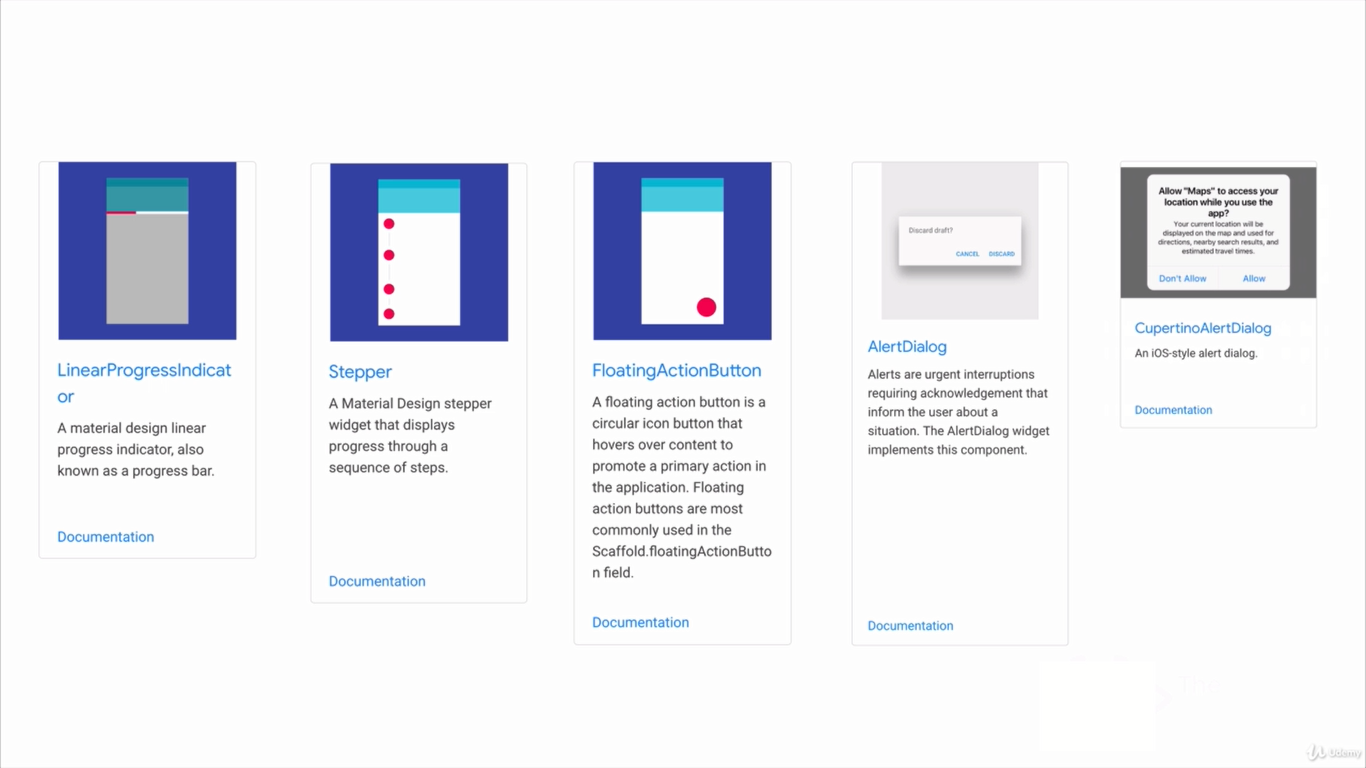 LinearProgressIndicat
or
A material design linear
progress indicator, also
known as a progress bar.
Documentation
Stepper
A Material Design stepper
widget that displays
progress through a
sequence of steps.
Documentation
FloatingActionButton
A floating action button is a
circular icon button that
hovers over content to
promote a primary action in
the application. Floating
action buttons are most
commonly used in the
Scaffold.floatingActionButto
n field.
Documentation
Discard draft?
CANCEL DISCARD
AlertDialog
Alerts are urgent interruptions
requiring acknowledgement that
inform the user about a
situation. The AlertDialog widget
implements this component.
Documentation
Allow "Maps" to access your
location while you use the
app?
Your current location will be
displayed on the map and used for
directions, nearby search results, and
estimated travel times.
Don't Allow Allow
CupertinoAlertDialog
An iOS-style alert dialog.
Documentation
Udemy